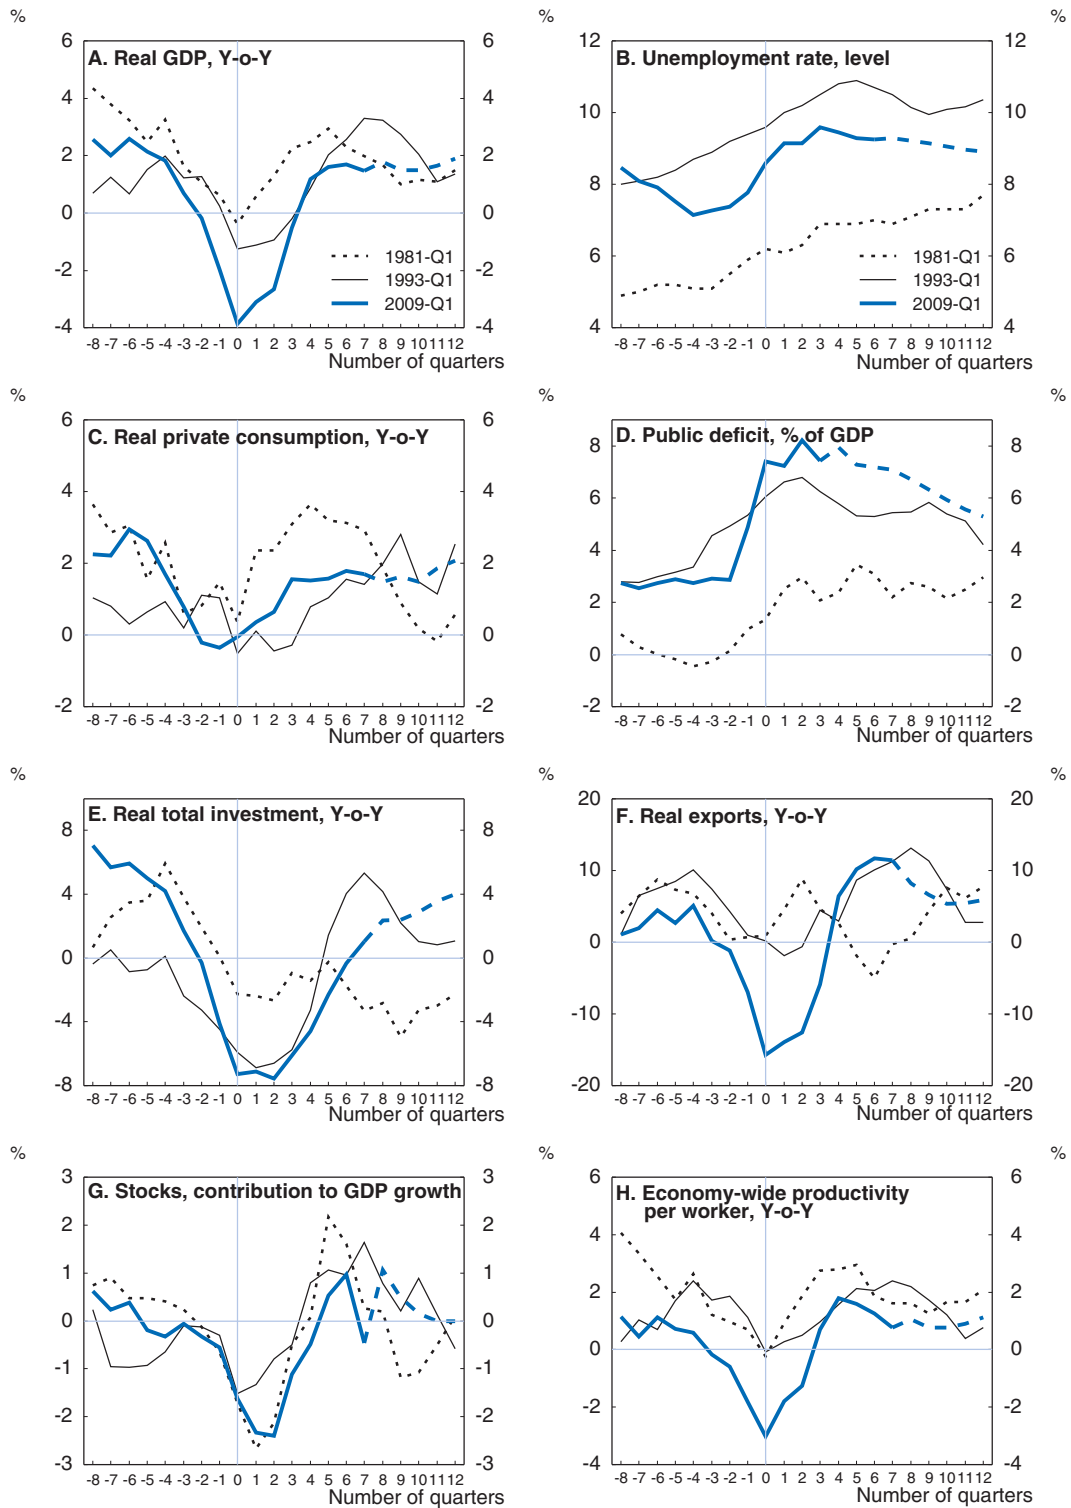 % % %
A. Real GDP, Y-o-Y
6 4 2 0 -2 -4
6 4 2 0 -2 -4
1981-Q1
1993-Q1
2009-Q1
-8 -7 -6 -5 -4 -3 -2 -1 0 1 2 3 4 5 6 7 8 9 10 11 12
Number of quarters
B. Unemployment rate, level
12 10 8 6 4
12 10 8 6 4
1981-Q1
1993-Q1
2009-Q1
-8 -7 -6 -5 -4 -3 -2 -1 0 1 2 3 4 5 6 7 8 9 10 11 12
Number of quarters
% % %
C. Real private consumption, Y-o-Y
6 4 2 0 -2
6 4 2 0 -2
-8 -7 -6 -5 -4 -3 -2 -1 0 1 2 3 4 5 6 7 8 9 10 11 12
Number of quarters
D. Public deficit, % of GDP
8 6 4 2 0 -2
8 6 4 2 0 -2
-8 -7 -6 -5 -4 -3 -2 -1 0 1 2 3 4 5 6 7 8 9 10 11 12
Number of quarters
% % %
E. Real total investment, Y-o-Y
8 4 0 -4 -8
8 4 0 -4 -8
-8 -7 -6 -5 -4 -3 -2 -1 0 1 2 3 4 5 6 7 8 9 10 11 12
Number of quarters
F. Real exports, Y-o-Y
20 10 0 -10 -20
20 10 0 -10 -20
-8 -7 -6 -5 -4 -3 -2 -1 0 1 2 3 4 5 6 7 8 9 10 11 12
Number of quarters
% % %
G. Stocks, contribution to GDP growth
3 2 1 0 -1 -2 -3
3 2 1 0 -1 -2 -3
-8 -7 -6 -5 -4 -3 -2 -1 0 1 2 3 4 5 6 7 8 9 10 11 12
Number of quarters
H. Economy-wide productivity
per worker, Y-o-Y
6 4 2 0 -2 -4
6 4 2 0 -2 -4
-8 -7 -6 -5 -4 -3 -2 -1 0 1 2 3 4 5 6 7 8 9 10 11 12
Number of quarters